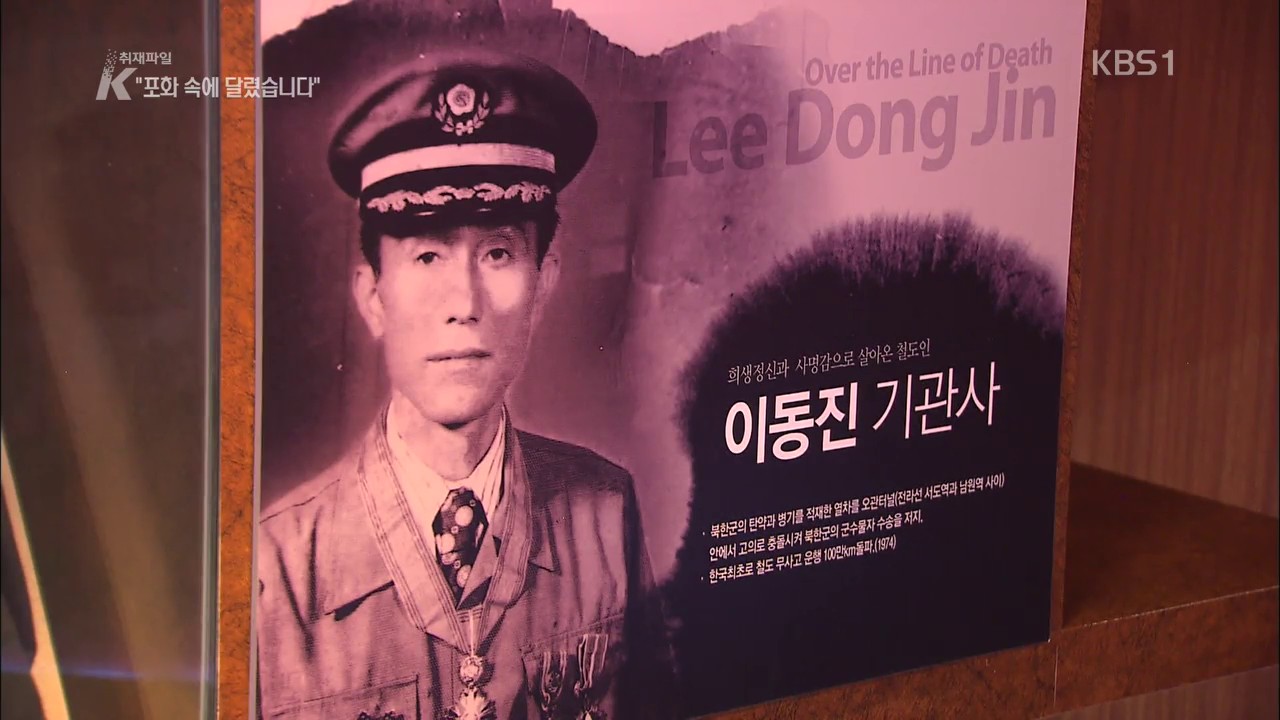 취재파일
K "포화 속에 달렸습니다"
KBS1
Over the Line of Death
Lee Dong Jin
희생정신과 사명감으로 살아온 철도인
이동진 기관사
· 북한군의 탄약과 병기를 적재한 열차를 오관터널(전라선 서도역과 남원역 사이)
안에서 고의로 충돌시켜 북한군의 군수물자 수송을 저지.
· 한국최초로 철도 무사고 운행 100만km돌파.(1974)